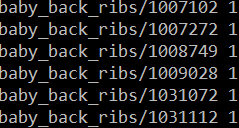 baby_back_ribs/1007102 1
baby_back_ribs/1007272 1
baby_back_ribs/1008749 1
baby_back_ribs/1009028 1
baby_back_ribs/1031072 1
baby_back_ribs/1031112 1